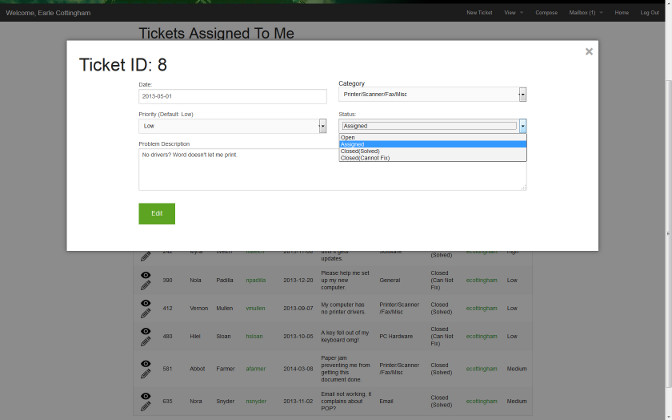 Welcome, Earle Cottingham
New Ticket View Compose Mailbox (1) Home Log Out
Tickets Assigned To Me
Ticket ID: 8
Date:
2013-05-01
Category
Printer/Scanner/Fax/Misc
Priority (Default: Low)
Low
Status:
Assigned
Open
Assigned
Closed(Solved)
Closed(Cannot Fix)
Problem Description
No drivers? Word doesn't let me print
Edit
updates. (Solved)
399 Nola Padilla npadilla 2013-12-20 Please help me set up my new computer. General Closed (Can Not Fix) ecottingham Low
412 Vernon Mullen vmullen 2013-09-07 My computer has no printer drivers. Printer/Scanner /Fax/Misc Closed (Solved) ecottingham Low
493 Hilel Sloan hsloan 2013-10-05 A key fell out of my keyboard omg! PC Hardware Closed (Can Not Fix) ecottingham Low
581 Abbot Farmer afarmer 2014-03-08 Paper jam preventing me from getting this document done Printer/Scanner /Fax/Misc Closed (Solved) ecottingham Medium
635 Nora Snyder nsnyder 2013-11-02 Email not working, it complains about POP? Email Closed (Solved) ecottingham Medium